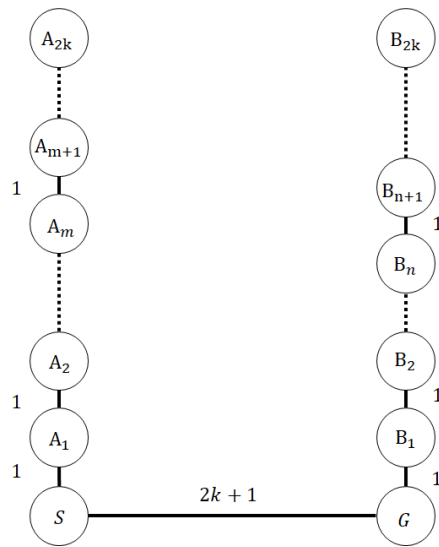 A₂ₖ B₂ₖ
Aₘ₊₁
Bₙ₊₁
1 1
Aₘ
Bₙ
A₂ B₂
1 1
A₁ B₁
1 1
2k + 1
S G